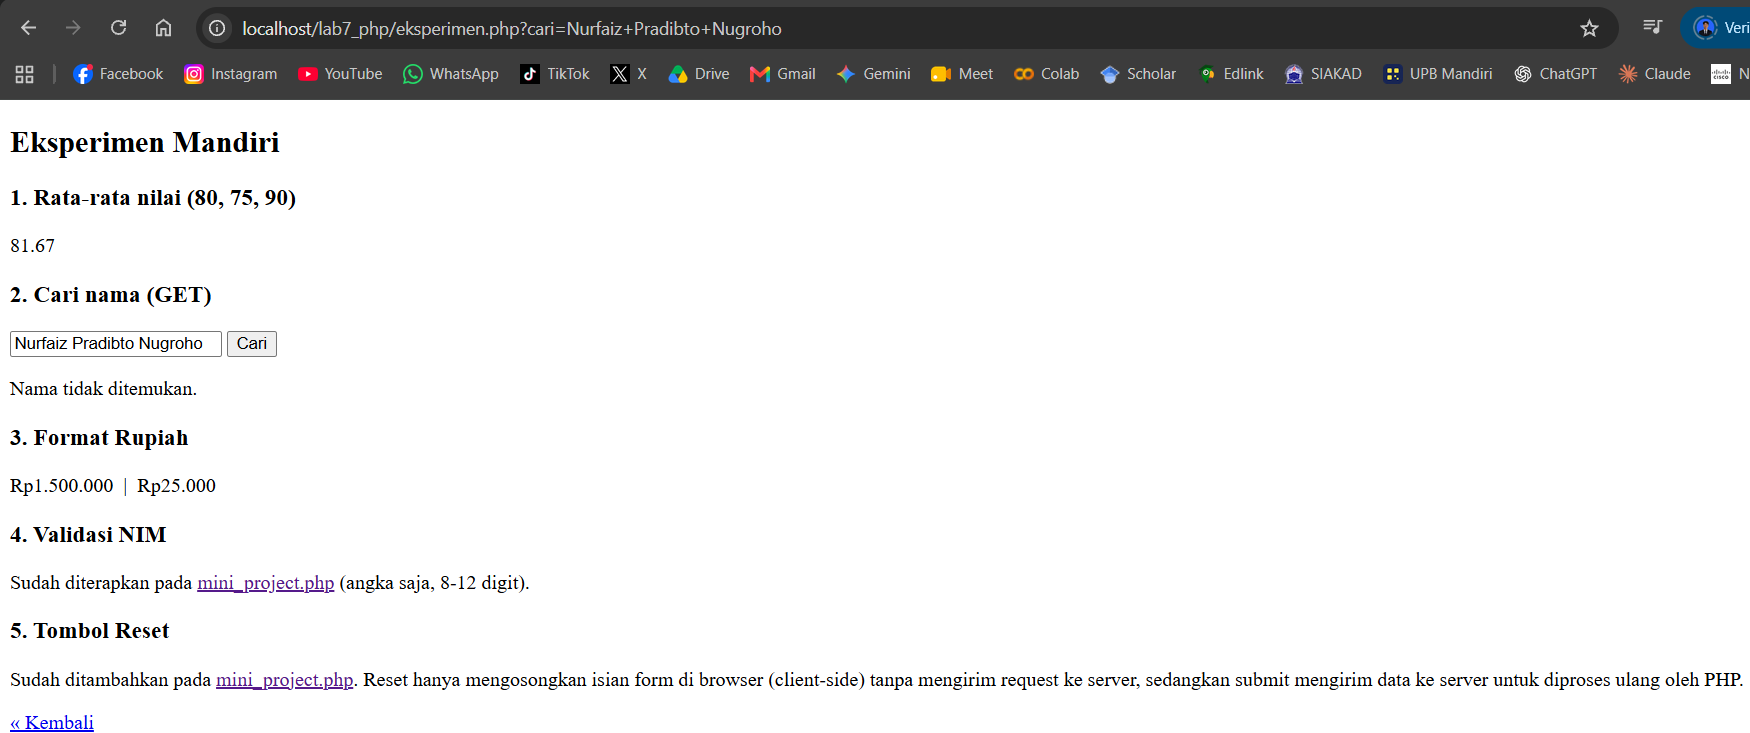 localhost/lab7_php/eksperimen.php?cari=Nurfaiz+Pradibto+Nugroho
Facebook Instagram YouTube WhatsApp TikTok X Drive Gmail Gemini Meet Colab Scholar Edlink SIAKAD UPB Mandiri ChatGPT Claude
Eksperimen Mandiri
1. Rata-rata nilai (80, 75, 90)
81.67
2. Cari nama (GET)
Nurfaiz Pradibto Nugroho Cari
Nama tidak ditemukan.
3. Format Rupiah
Rp1.500.000 | Rp25.000
4. Validasi NIM
Sudah diterapkan pada mini_project.php (angka saja, 8-12 digit).
5. Tombol Reset
Sudah ditambahkan pada mini_project.php. Reset hanya mengosongkan isian form di browser (client-side) tanpa mengirim request ke server, sedangkan submit mengirim data ke server untuk diproses ulang oleh PHP.
« Kembali